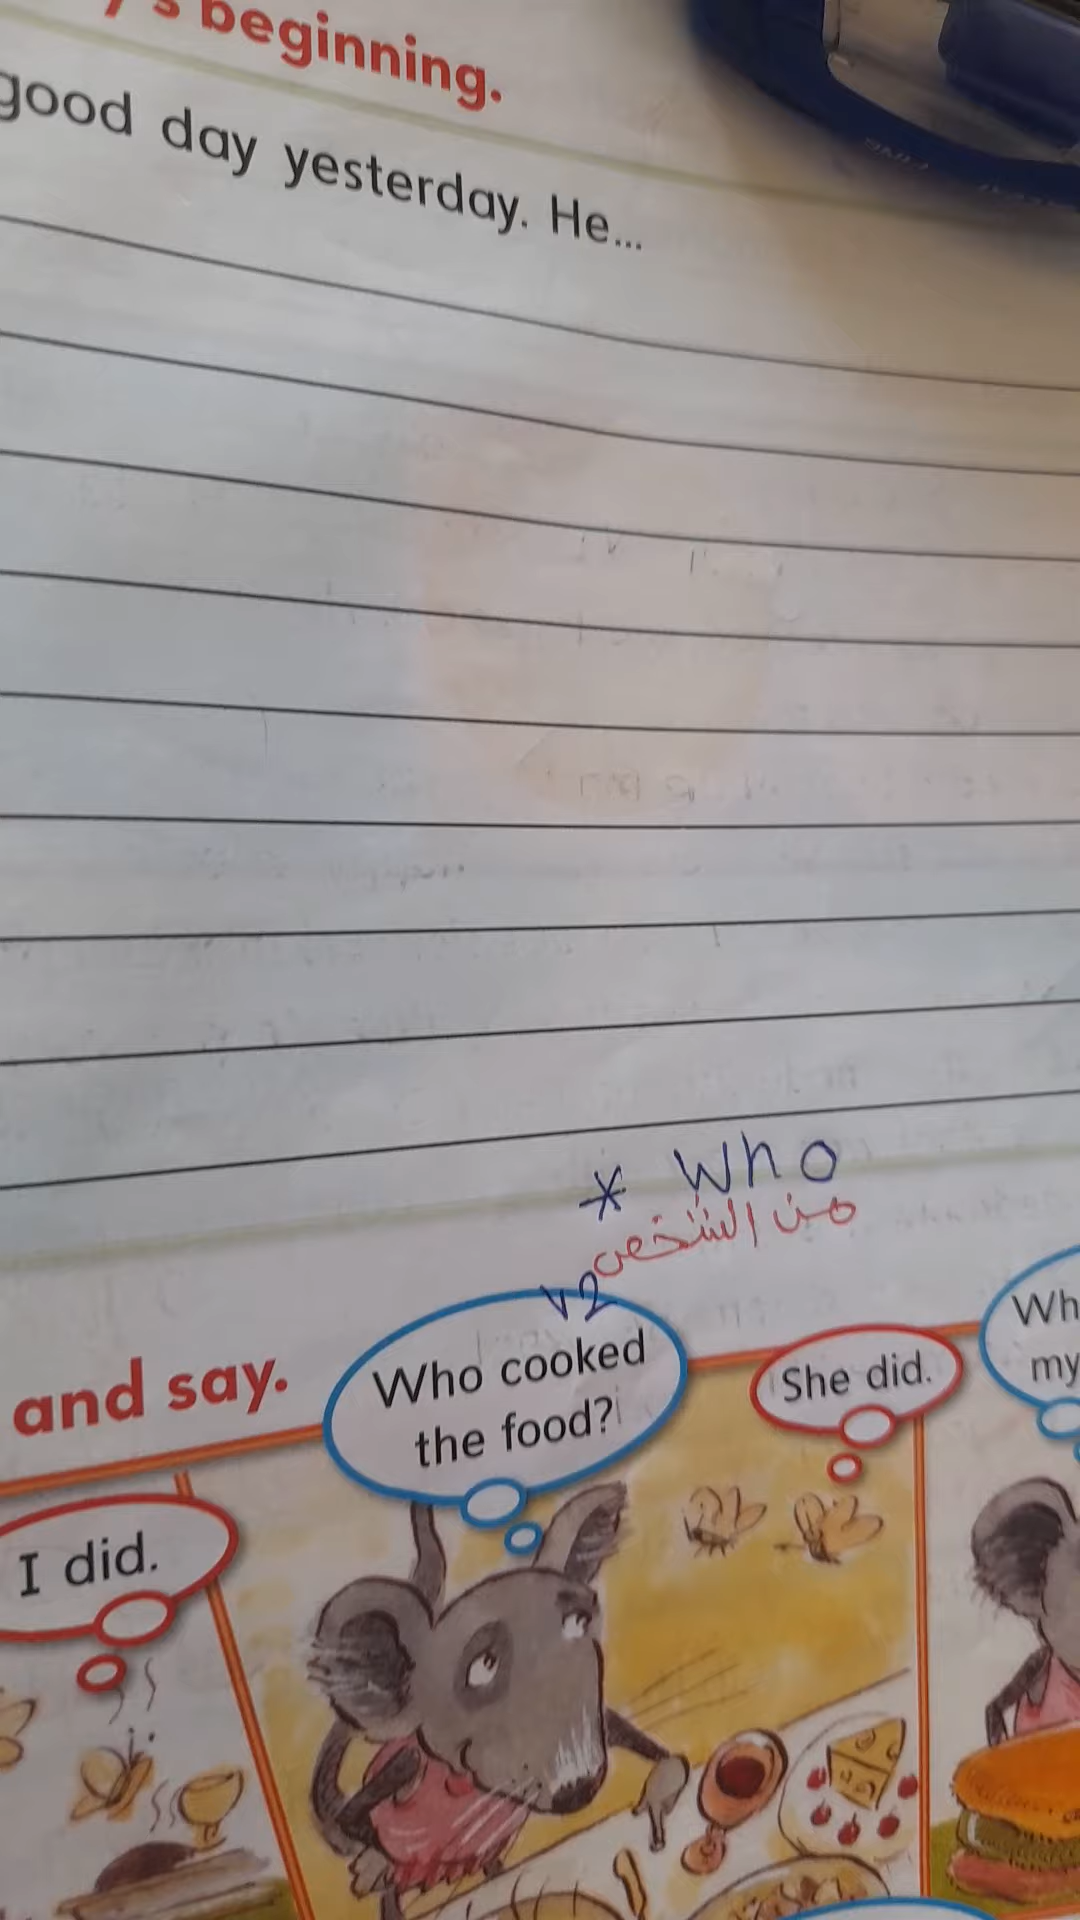 's beginning.
good day yesterday. He...
* Who
من الشخص
v2
Who cooked
the food?
She did.
Wh
my
and say.
I did.